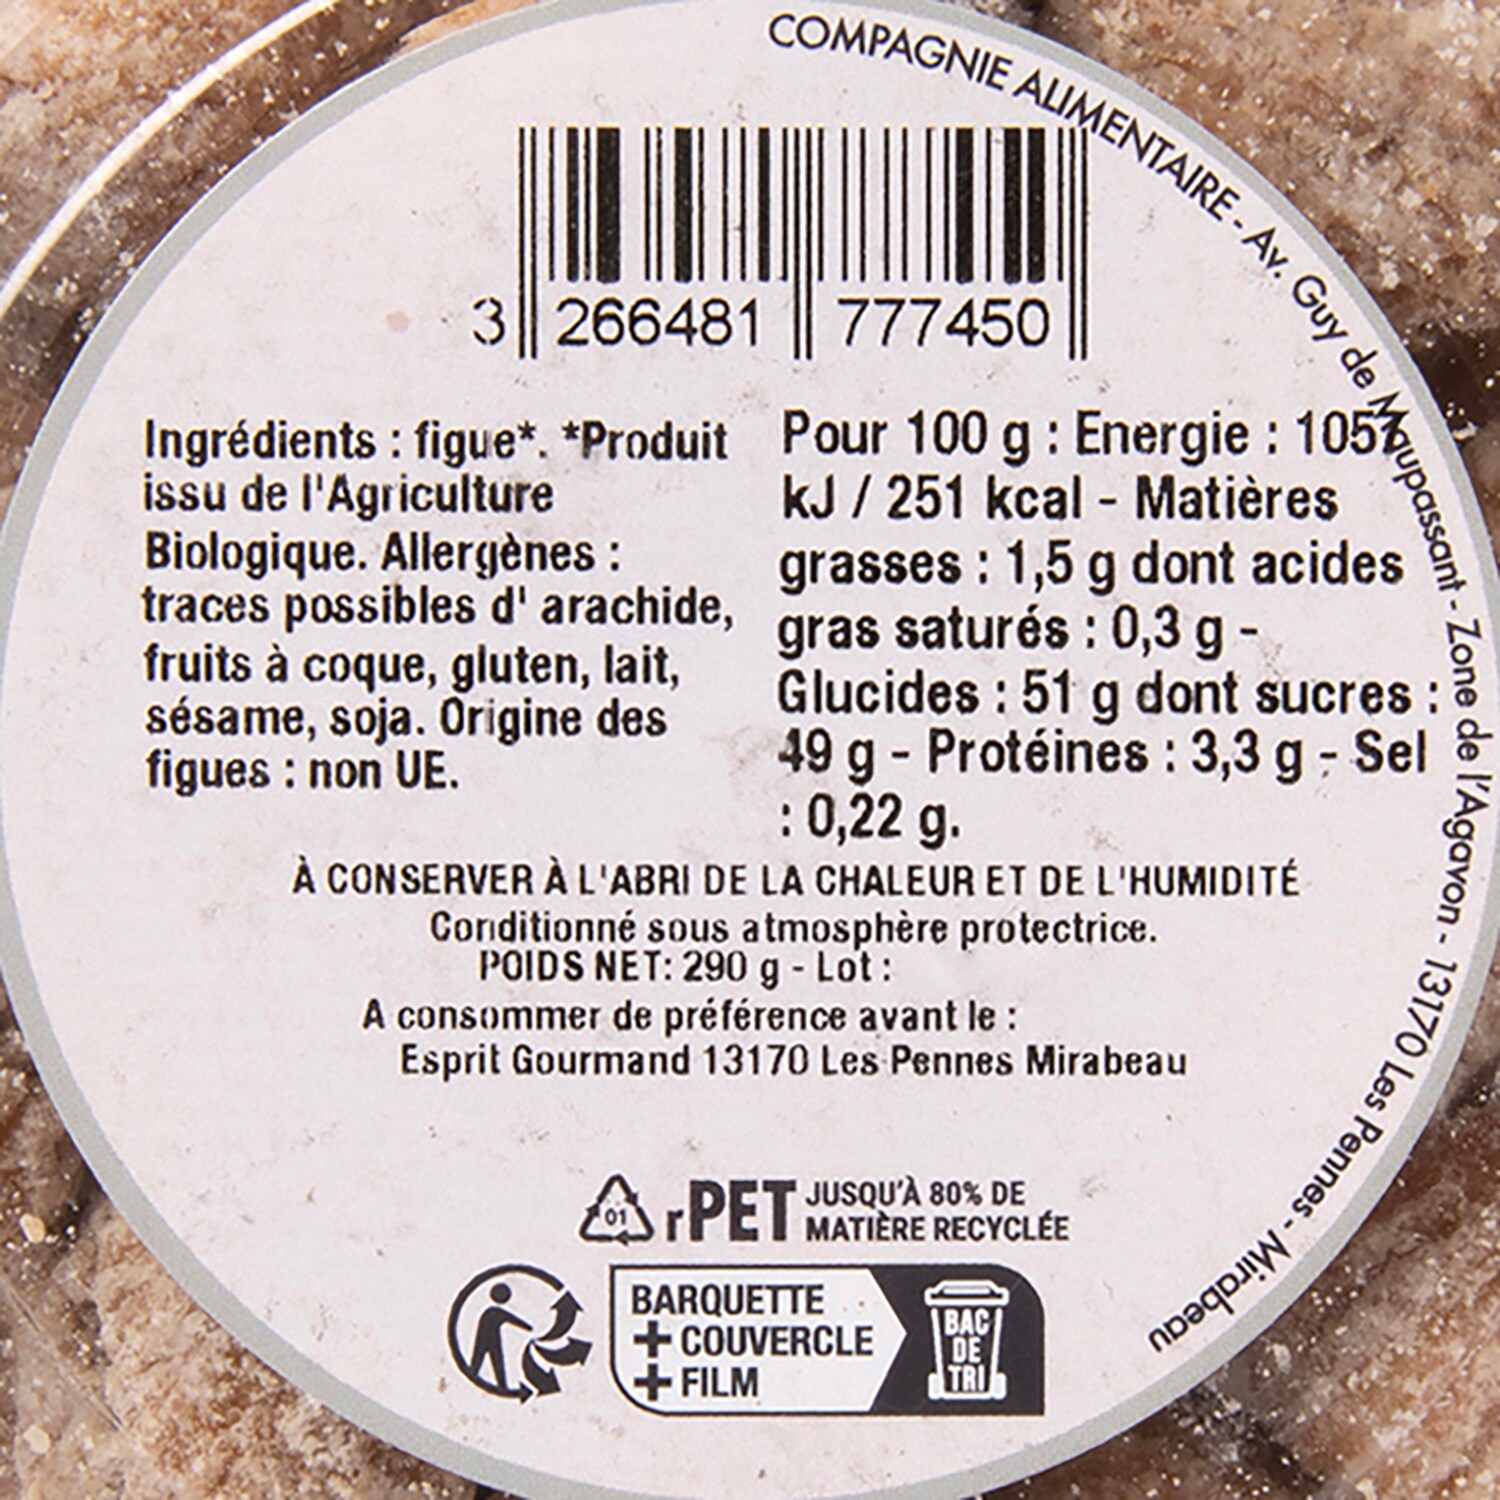 COMPAGNIE ALIMENTAIRE - Av. Guy de Maupassant - Zone de l'Agavon - 13170 Les Pennes - Mirabeau
3 266481 777450
Ingrédients : figue*. *Produit
issu de l'Agriculture
Biologique. Allergènes :
traces possibles d' arachide,
fruits à coque, gluten, lait,
sésame, soja. Origine des
figues : non UE.
Pour 100 g : Energie : 1057
kJ / 251 kcal - Matières
grasses : 1,5 g dont acides
gras saturés : 0,3 g -
Glucides : 51 g dont sucres :
49 g - Protéines : 3,3 g - Sel
: 0,22 g.
À CONSERVER À L'ABRI DE LA CHALEUR ET DE L'HUMIDITÉ
Conditionné sous atmosphère protectrice.
POIDS NET: 290 g - Lot :
A consommer de préférence avant le :
Esprit Gourmand 13170 Les Pennes Mirabeau
01 rPET JUSQU'À 80% DE
MATIÈRE RECYCLÉE
BARQUETTE
+ COUVERCLE
+ FILM
BAC
DE
TRI